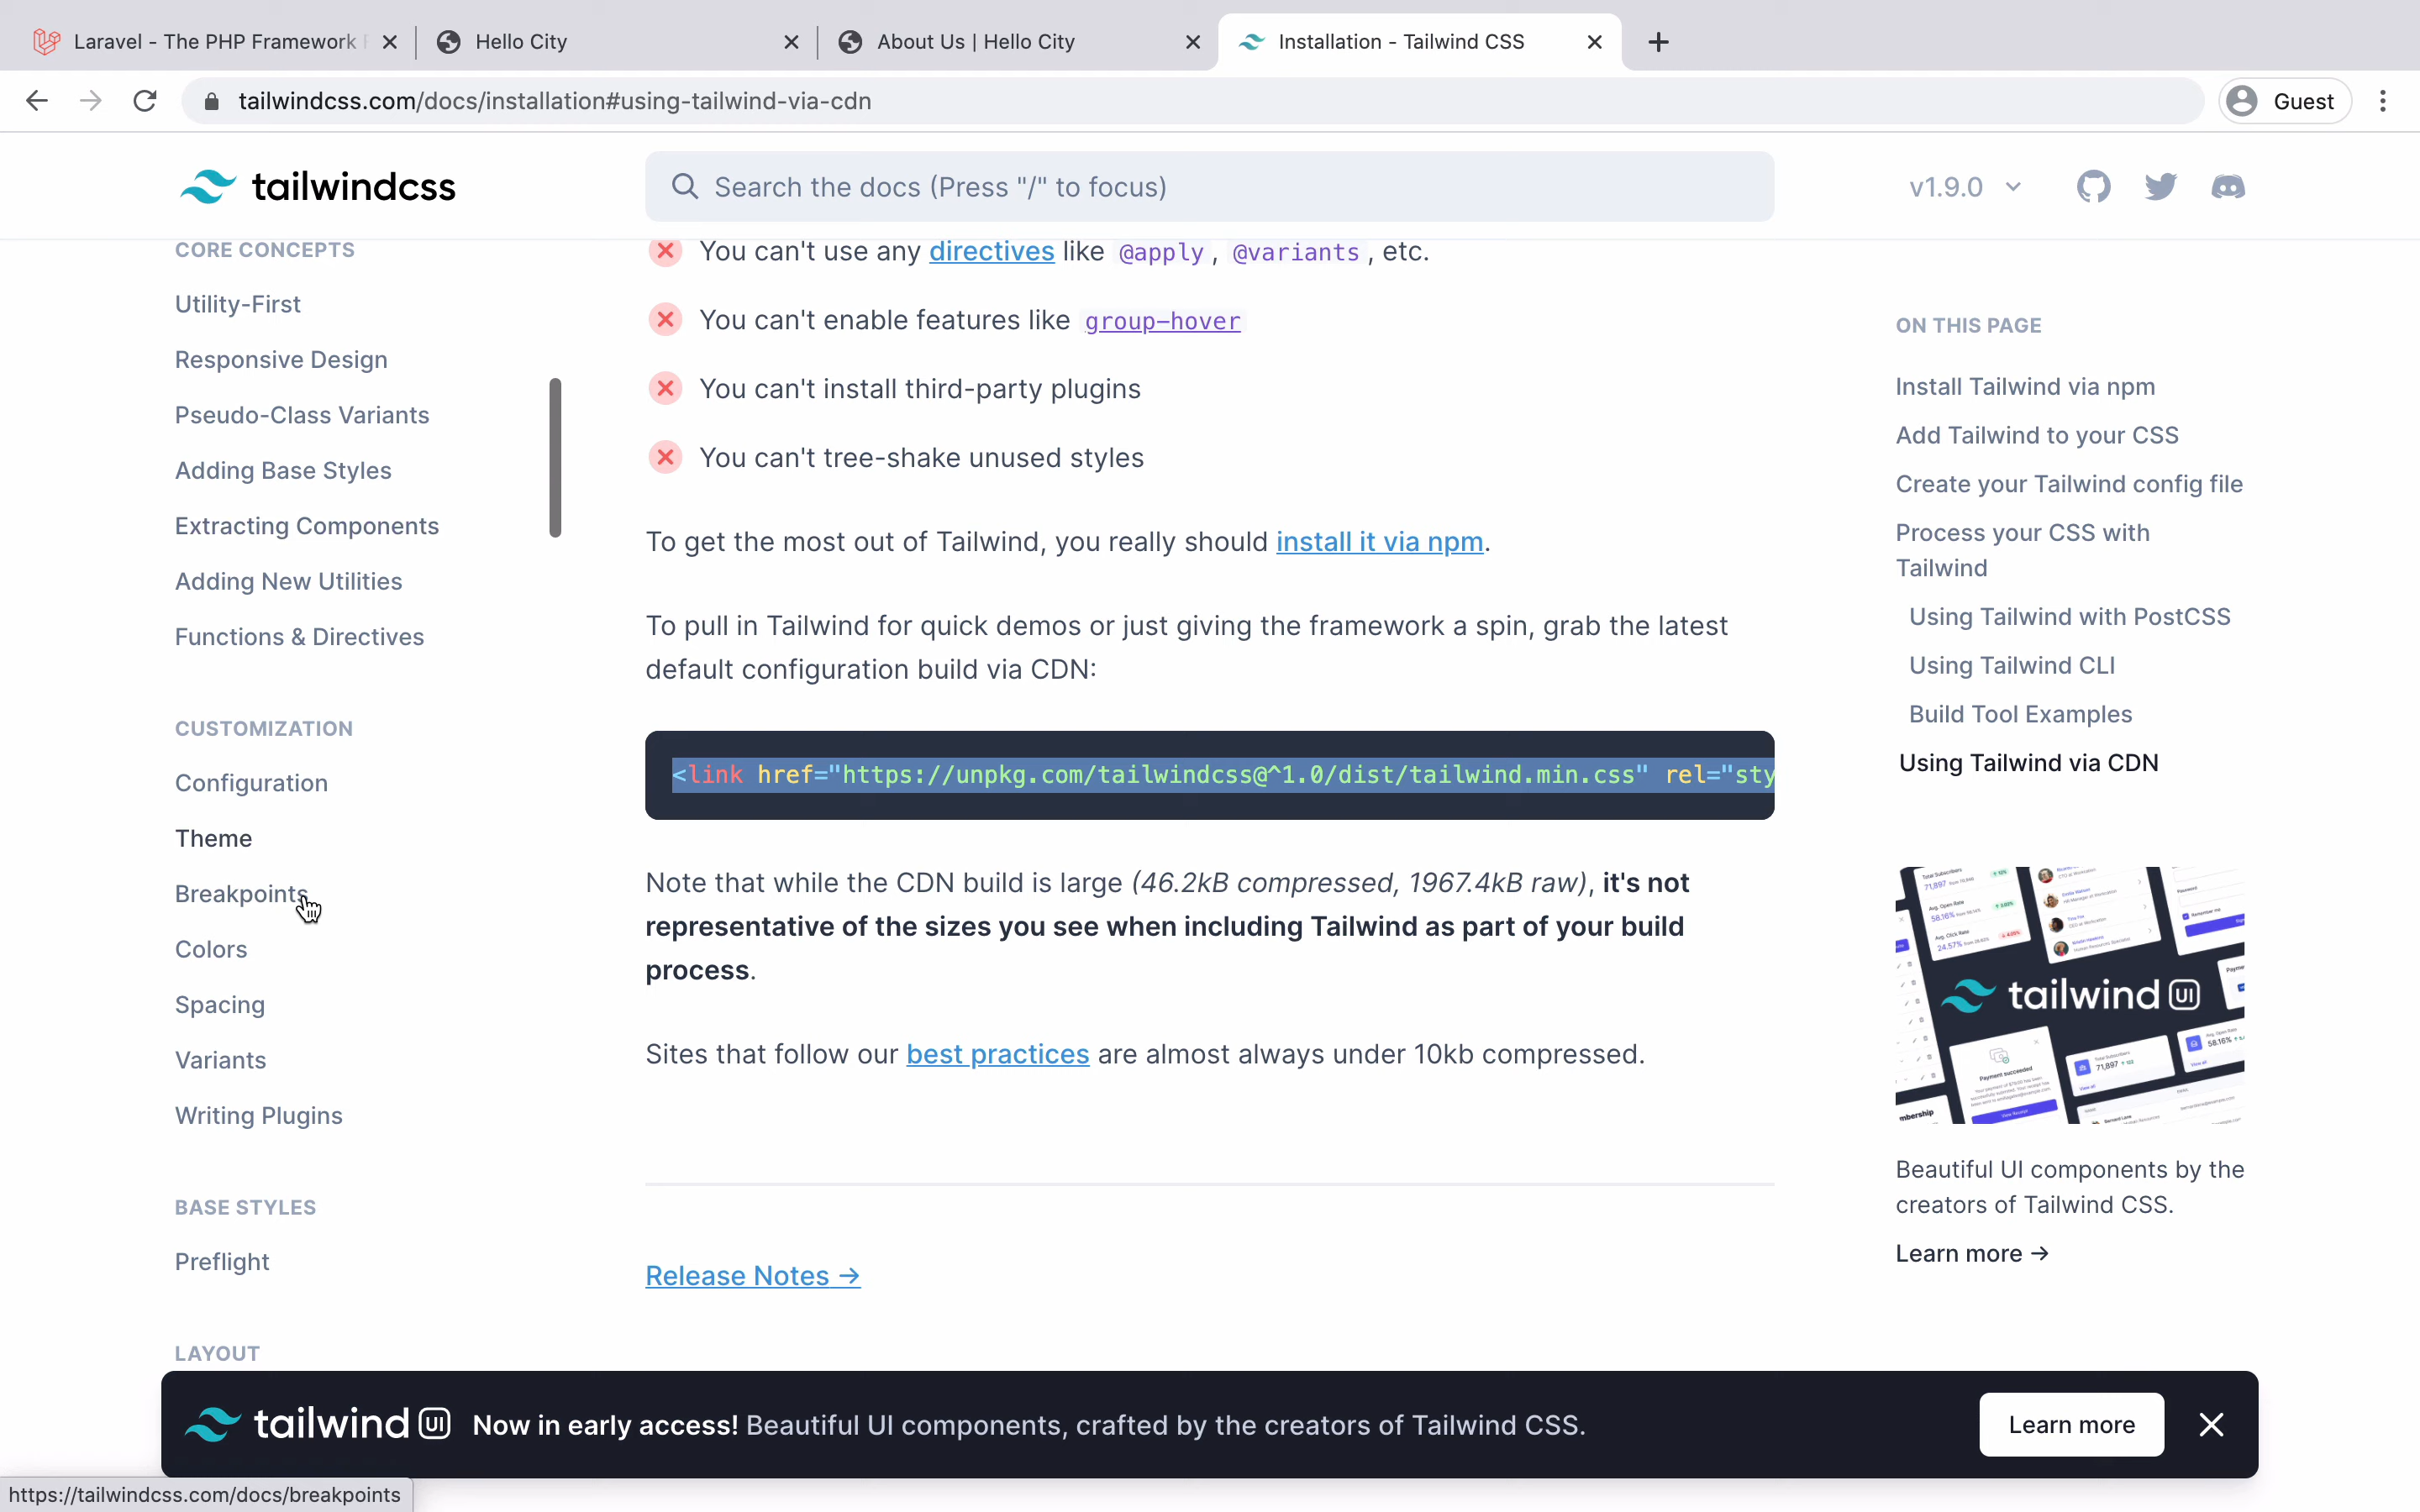 Laravel - The PHP Framework
Hello City
About Us | Hello City
Installation - Tailwind CSS
tailwindcss.com/docs/installation#using-tailwind-via-cdn
Guest
tailwindcss
Search the docs (Press "/" to focus)
v1.9.0
CORE CONCEPTS
Utility-First
Responsive Design
Pseudo-Class Variants
Adding Base Styles
Extracting Components
Adding New Utilities
Functions & Directives
CUSTOMIZATION
Configuration
Theme
Breakpoints
Colors
Spacing
Variants
Writing Plugins
BASE STYLES
Preflight
LAYOUT
You can't use any directives like @apply, @variants, etc.
You can't enable features like group-hover
You can't install third-party plugins
You can't tree-shake unused styles
To get the most out of Tailwind, you really should install it via npm.
To pull in Tailwind for quick demos or just giving the framework a spin, grab the latest
default configuration build via CDN:
<link href="https://unpkg.com/tailwindcss@^1.0/dist/tailwind.min.css" rel="sty
Note that while the CDN build is large (46.2kB compressed, 1967.4kB raw), it's not
representative of the sizes you see when including Tailwind as part of your build
process.
Sites that follow our best practices are almost always under 10kb compressed.
Release Notes →
ON THIS PAGE
Install Tailwind via npm
Add Tailwind to your CSS
Create your Tailwind config file
Process your CSS with
Tailwind
Using Tailwind with PostCSS
Using Tailwind CLI
Build Tool Examples
Using Tailwind via CDN
71,897
58.16%
24.57%
tailwind UI
Payment succeeded
71,897
58.16%
Beautiful UI components by the
creators of Tailwind CSS.
Learn more →
tailwind UI Now in early access! Beautiful UI components, crafted by the creators of Tailwind CSS.
Learn more
https://tailwindcss.com/docs/breakpoints